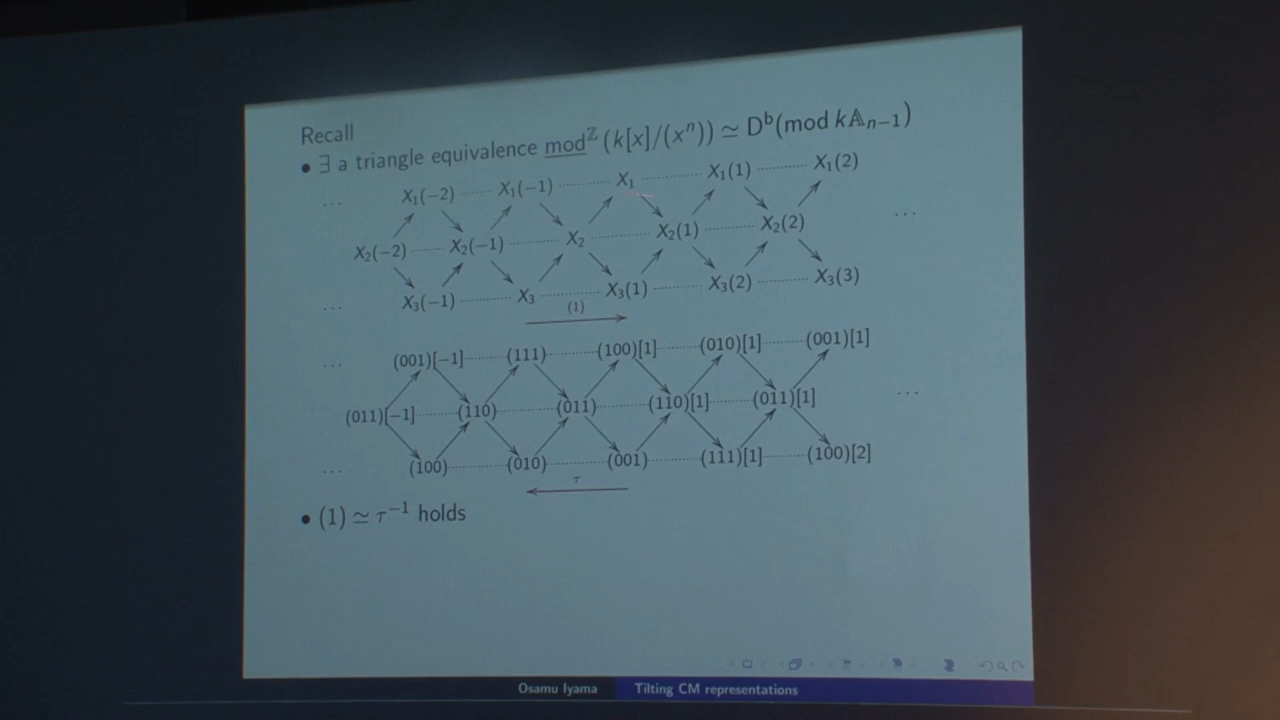 Recall
• ∃ a triangle equivalence mod^ℤ(k[x]/(xⁿ)) ≃ D^b(mod k𝔸_{n−1})
... X₁(−2) X₁(−1) X₁ X₁(1) X₁(2)
X₂(−2) X₂(−1) X₂ X₂(1) X₂(2) ...
... X₃(−1) X₃ X₃(1) X₃(2) X₃(3)
(1)
... (001)[−1] (111) (100)[1] (010)[1] (001)[1]
(011)[−1] (110) (011) (110)[1] (011)[1] ...
... (100) (010) (001) (111)[1] (100)[2]
τ
• (1) ≃ τ⁻¹ holds
Osamu Iyama Tilting CM representations